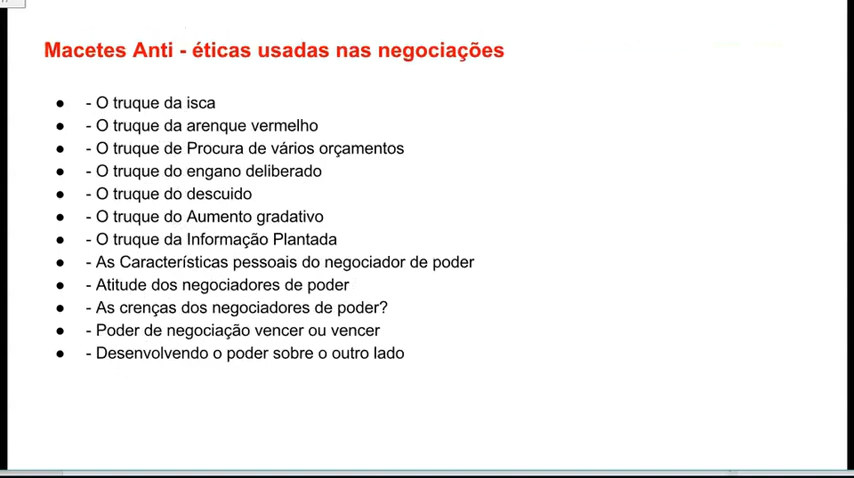 Macetes Anti - éticas usadas nas negociações
● - O truque da isca
● - O truque da arenque vermelho
● - O truque de Procura de vários orçamentos
● - O truque do engano deliberado
● - O truque do descuido
● - O truque do Aumento gradativo
● - O truque da Informação Plantada
● - As Características pessoais do negociador de poder
● - Atitude dos negociadores de poder
● - As crenças dos negociadores de poder?
● - Poder de negociação vencer ou vencer
● - Desenvolvendo o poder sobre o outro lado